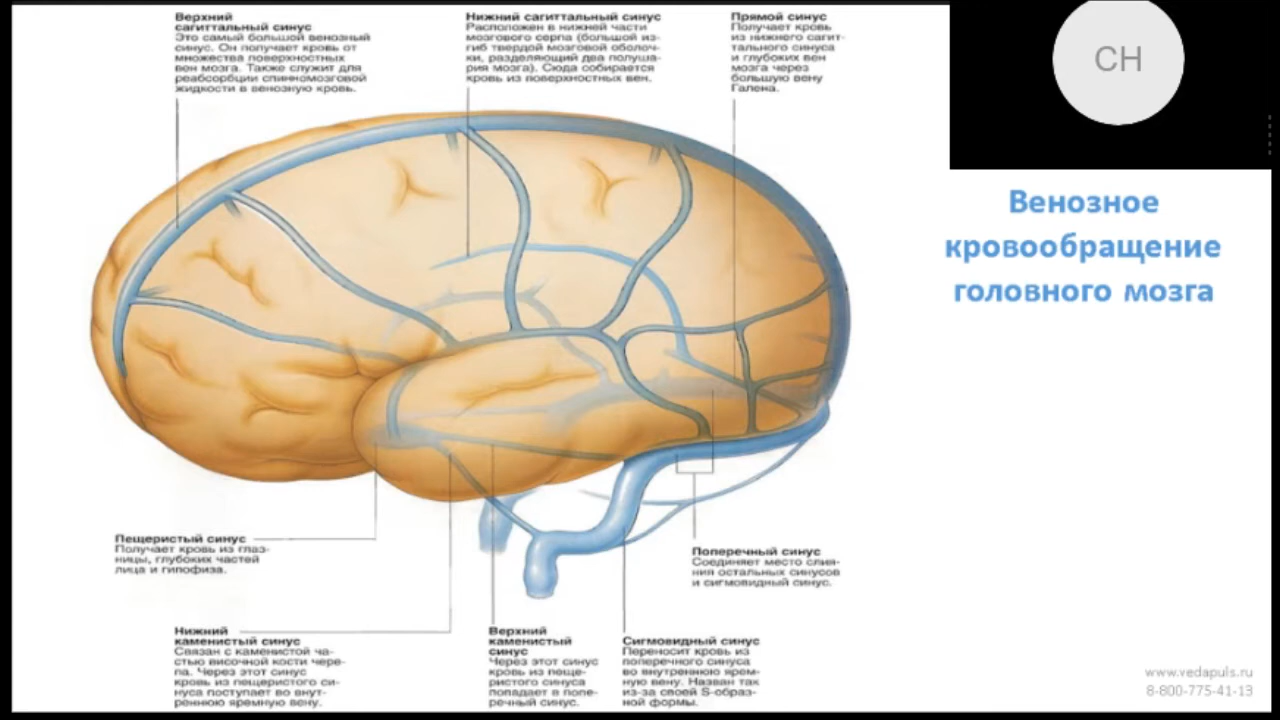 Верхний
сагиттальный синус
Это самый большой венозный
синус. Он получает кровь от
множества поверхностных
вен мозга. Также служит для
реабсорбции спинномозговой
жидкости в венозную кровь.
Нижний сагиттальный синус
Расположен в нижней части
мозгового серпа (большой из-
гиб твердой мозговой оболоч-
ки, разделяющий два полуша-
рия мозга). Сюда собирается
кровь из поверхностных вен.
Прямой синус
Получает кровь
из нижнего сагит-
тального синуса
и глубоких вен
мозга через
большую вену
Галена.
СН
Венозное
кровообращение
головного мозга
Пещеристый синус
Получает кровь из глаз-
ницы, глубоких частей
лица и гипофиза.
Поперечный синус
Соединяет место слия-
ния остальных синусов
и сигмовидный синус.
Нижний
каменистый синус
Связан с каменистой ча-
стью височной кости чере-
па. Через этот синус
кровь из пещеристого си-
нуса поступает во внут-
реннюю яремную вену.
Верхний
каменистый
синус
Через этот синус
кровь из пеще-
ристого синуса
попадает в попе-
речный синус.
Сигмовидный синус
Переносит кровь из
поперечного синуса
во внутреннюю ярем-
ную вену. Назван так
из-за своей S-образ-
ной формы.
www.vedapuls.ru
8-800-775-41-13